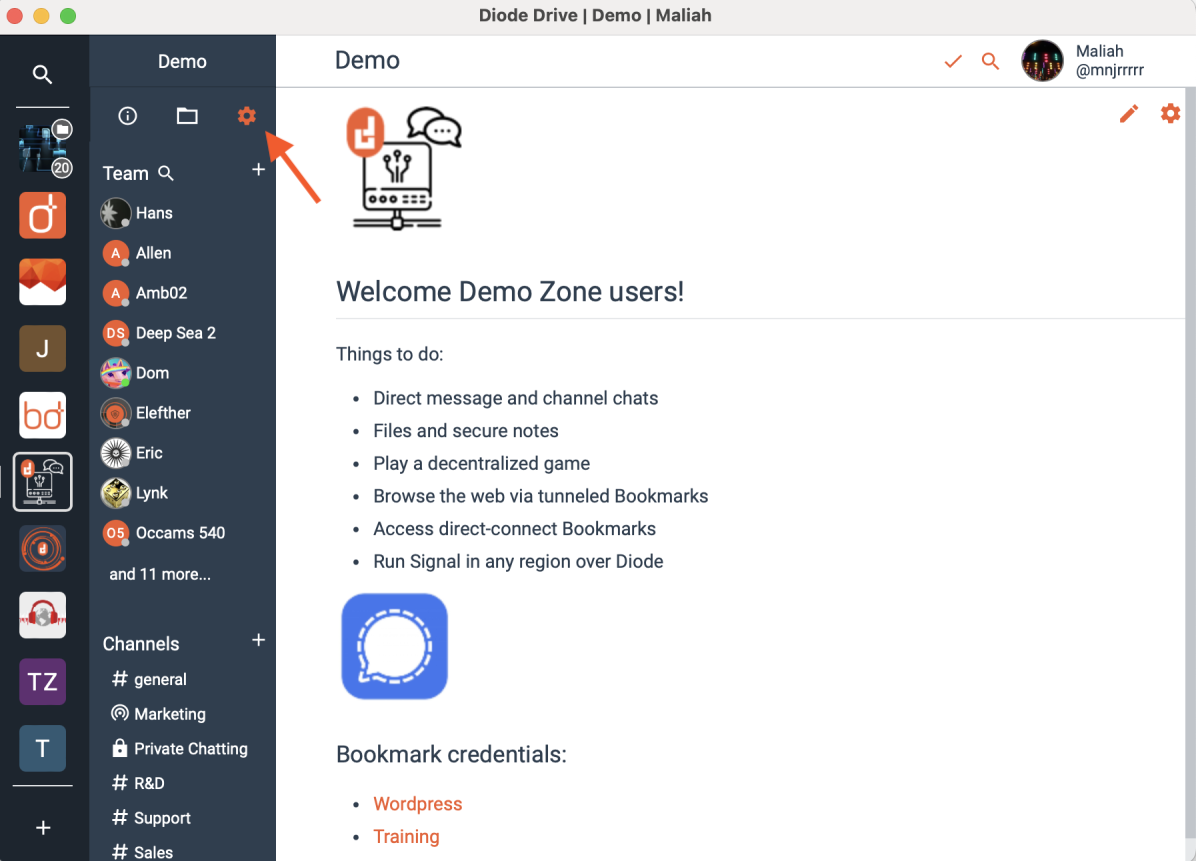 Diode Drive | Demo | Maliah
Demo
Demo
Maliah
@mnjrrrrr
20
J
bd
TZ
T
Team
Hans
A Allen
A Amb02
DS Deep Sea 2
Dom
Elefther
Eric
Lynk
O5 Occams 540
and 11 more...
Channels
# general
Marketing
Private Chatting
# R&D
# Support
# Sales
Welcome Demo Zone users!
Things to do:
• Direct message and channel chats
• Files and secure notes
• Play a decentralized game
• Browse the web via tunneled Bookmarks
• Access direct-connect Bookmarks
• Run Signal in any region over Diode
Bookmark credentials:
• Wordpress
• Training